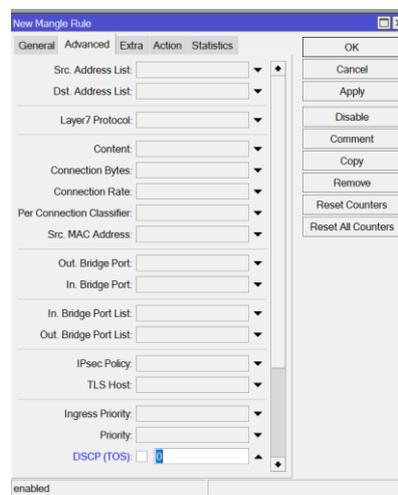 New Mangle Rule
General Advanced Extra Action Statistics
Src. Address List:
Dst. Address List:
Layer7 Protocol:
Content:
Connection Bytes:
Connection Rate:
Per Connection Classifier:
Src. MAC Address:
Out. Bridge Port:
In. Bridge Port:
In. Bridge Port List:
Out. Bridge Port List:
IPsec Policy:
TLS Host:
Ingress Priority:
Priority:
DSCP (TOS): 0
OK
Cancel
Apply
Disable
Comment
Copy
Remove
Reset Counters
Reset All Counters
enabled